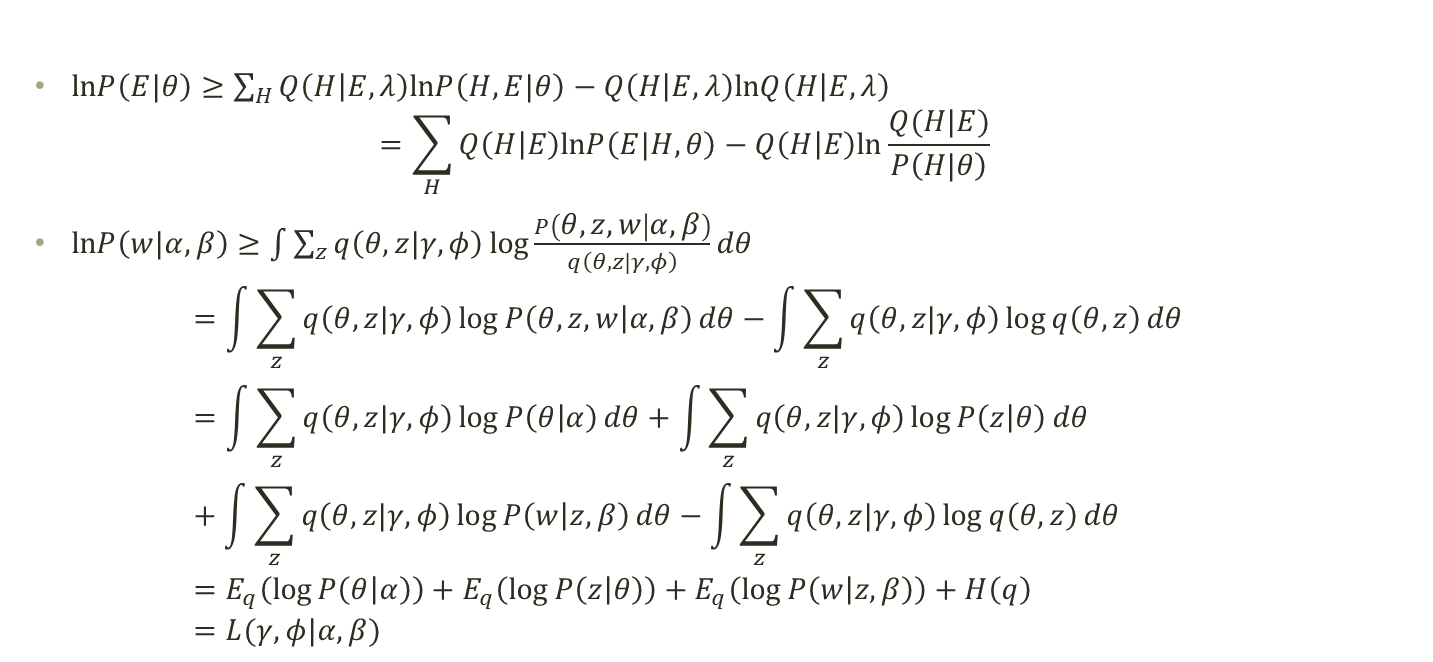 • lnP(E|θ) ≥ ∑_H Q(H|E, λ)lnP(H, E|θ) − Q(H|E, λ)lnQ(H|E, λ)
= ∑_H Q(H|E)lnP(E|H, θ) − Q(H|E)ln Q(H|E)/P(H|θ)
• lnP(w|α, β) ≥ ∫ ∑_z q(θ, z|γ, ϕ) log P(θ, z, w|α, β)/q(θ,z|γ,ϕ) dθ
= ∫ ∑_z q(θ, z|γ, ϕ) log P(θ, z, w|α, β) dθ − ∫ ∑_z q(θ, z|γ, ϕ) log q(θ, z) dθ
= ∫ ∑_z q(θ, z|γ, ϕ) log P(θ|α) dθ + ∫ ∑_z q(θ, z|γ, ϕ) log P(z|θ) dθ
+ ∫ ∑_z q(θ, z|γ, ϕ) log P(w|z, β) dθ − ∫ ∑_z q(θ, z|γ, ϕ) log q(θ, z) dθ
= E_q(log P(θ|α)) + E_q(log P(z|θ)) + E_q(log P(w|z, β)) + H(q)
= L(γ, ϕ|α, β)